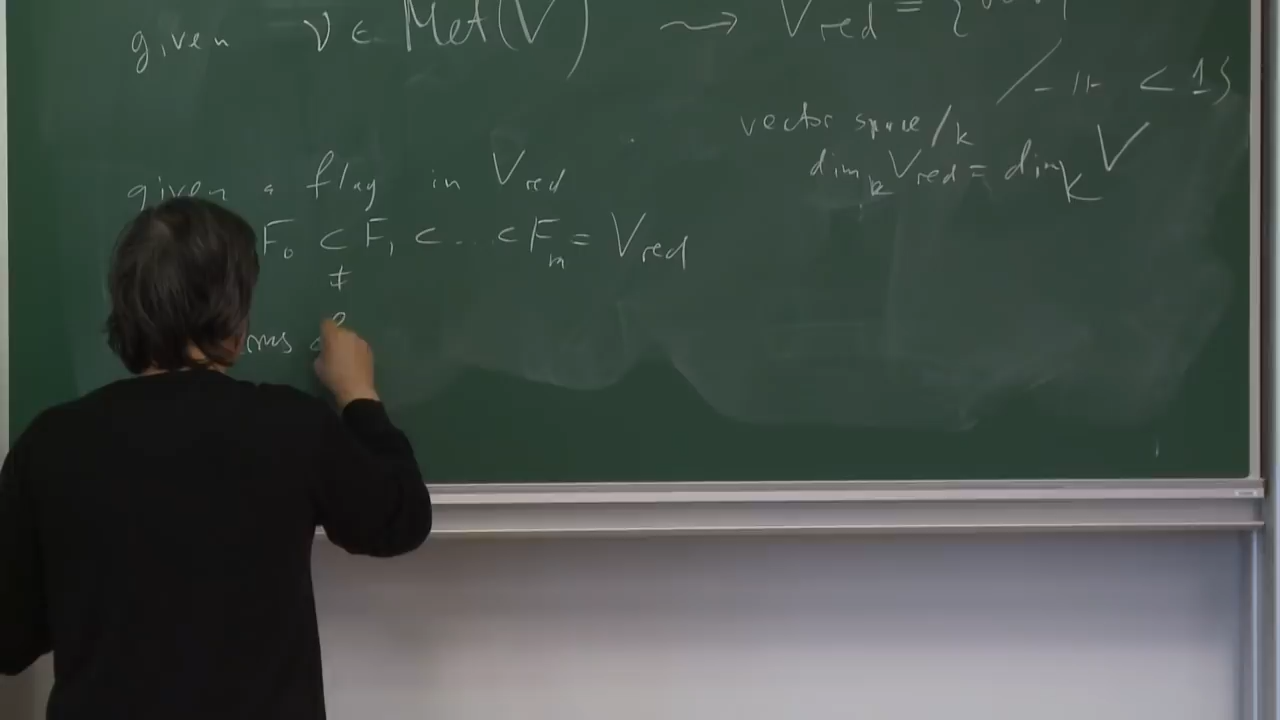 given ν ∈ Met(V) ⇝ V_red = {
/ -〃- < 1}
vector space/k
dim_k V_red = dim_K V
given a flag in V_red
F_0 ⊊ F_1 ⊂ ... ⊂ F_m = V_red